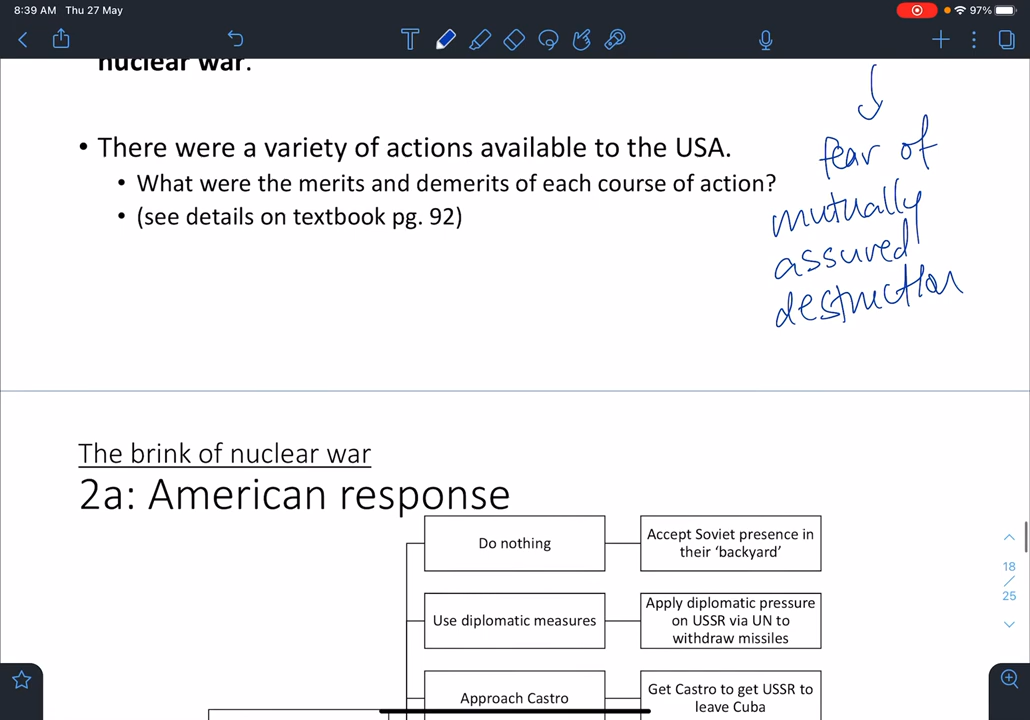 8:39 AM Thu 27 May
97%
nuclear war.
• There were a variety of actions available to the USA.
• What were the merits and demerits of each course of action?
• (see details on textbook pg. 92)
fear of
mutually
assured
destruction
The brink of nuclear war
2a: American response
Do nothing
Accept Soviet presence in
their ‘backyard’
Use diplomatic measures
Apply diplomatic pressure
on USSR via UN to
withdraw missiles
Approach Castro
Get Castro to get USSR to
leave Cuba
18
/
25